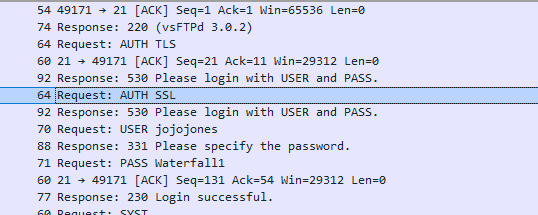 54 49171 → 21 [ACK] Seq=1 Ack=1 Win=65536 Len=0
74 Response: 220 (vsFTPd 3.0.2)
64 Request: AUTH TLS
60 21 → 49171 [ACK] Seq=21 Ack=11 Win=29312 Len=0
92 Response: 530 Please login with USER and PASS.
64 Request: AUTH SSL
92 Response: 530 Please login with USER and PASS.
70 Request: USER jojojones
88 Response: 331 Please specify the password.
71 Request: PASS Waterfall1
60 21 → 49171 [ACK] Seq=131 Ack=54 Win=29312 Len=0
77 Response: 230 Login successful.
60 Request: SYST